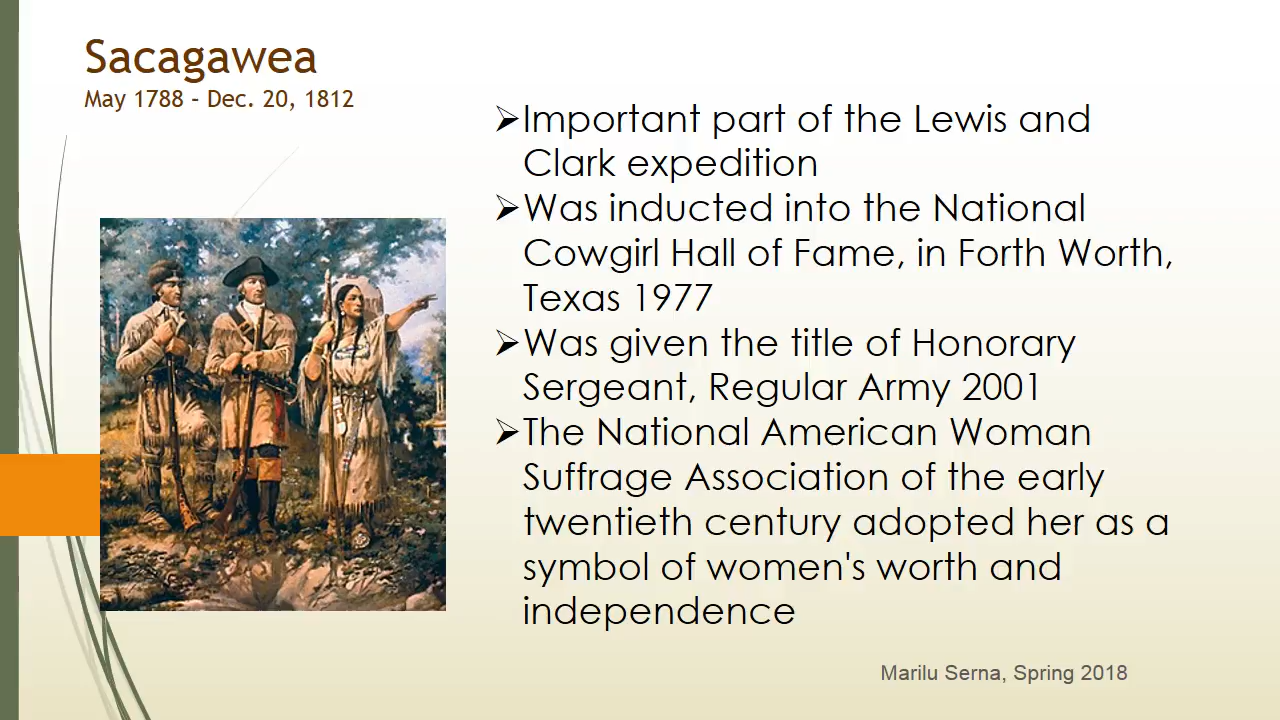 Sacagawea
May 1788 – Dec. 20, 1812
➢Important part of the Lewis and
Clark expedition
➢Was inducted into the National
Cowgirl Hall of Fame, in Forth Worth,
Texas 1977
➢Was given the title of Honorary
Sergeant, Regular Army 2001
➢The National American Woman
Suffrage Association of the early
twentieth century adopted her as a
symbol of women's worth and
independence
Marilu Serna, Spring 2018